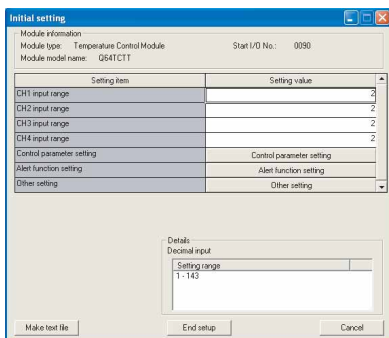 Initial setting
Module information
Module type: Temperature Control Module Start I/O No.: 0090
Module model name: Q64TCTT
Setting item Setting value
CH1 input range 2
CH2 input range 2
CH3 input range 2
CH4 input range 2
Control parameter setting Control parameter setting
Alert function setting Alert function setting
Other setting Other setting
Details
Decimal input
Setting range
1 - 143
Make text file End setup Cancel